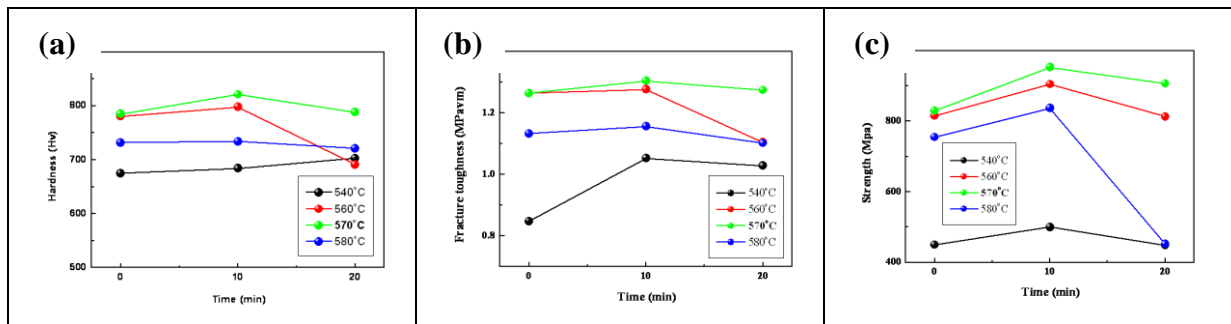 (a)
Hardness (Hv)
800
700
600
500
0
10
20
Time (min)
540°C
560°C
570°C
580°C
(b)
Fracture toughness (MPavm)
1.2
1.0
0.8
0
10
20
Time (min)
540°C
560°C
570°C
580°C
(c)
Strength (Mpa)
800
600
400
0
10
20
Time (min)
540°C
560°C
570°C
580°C